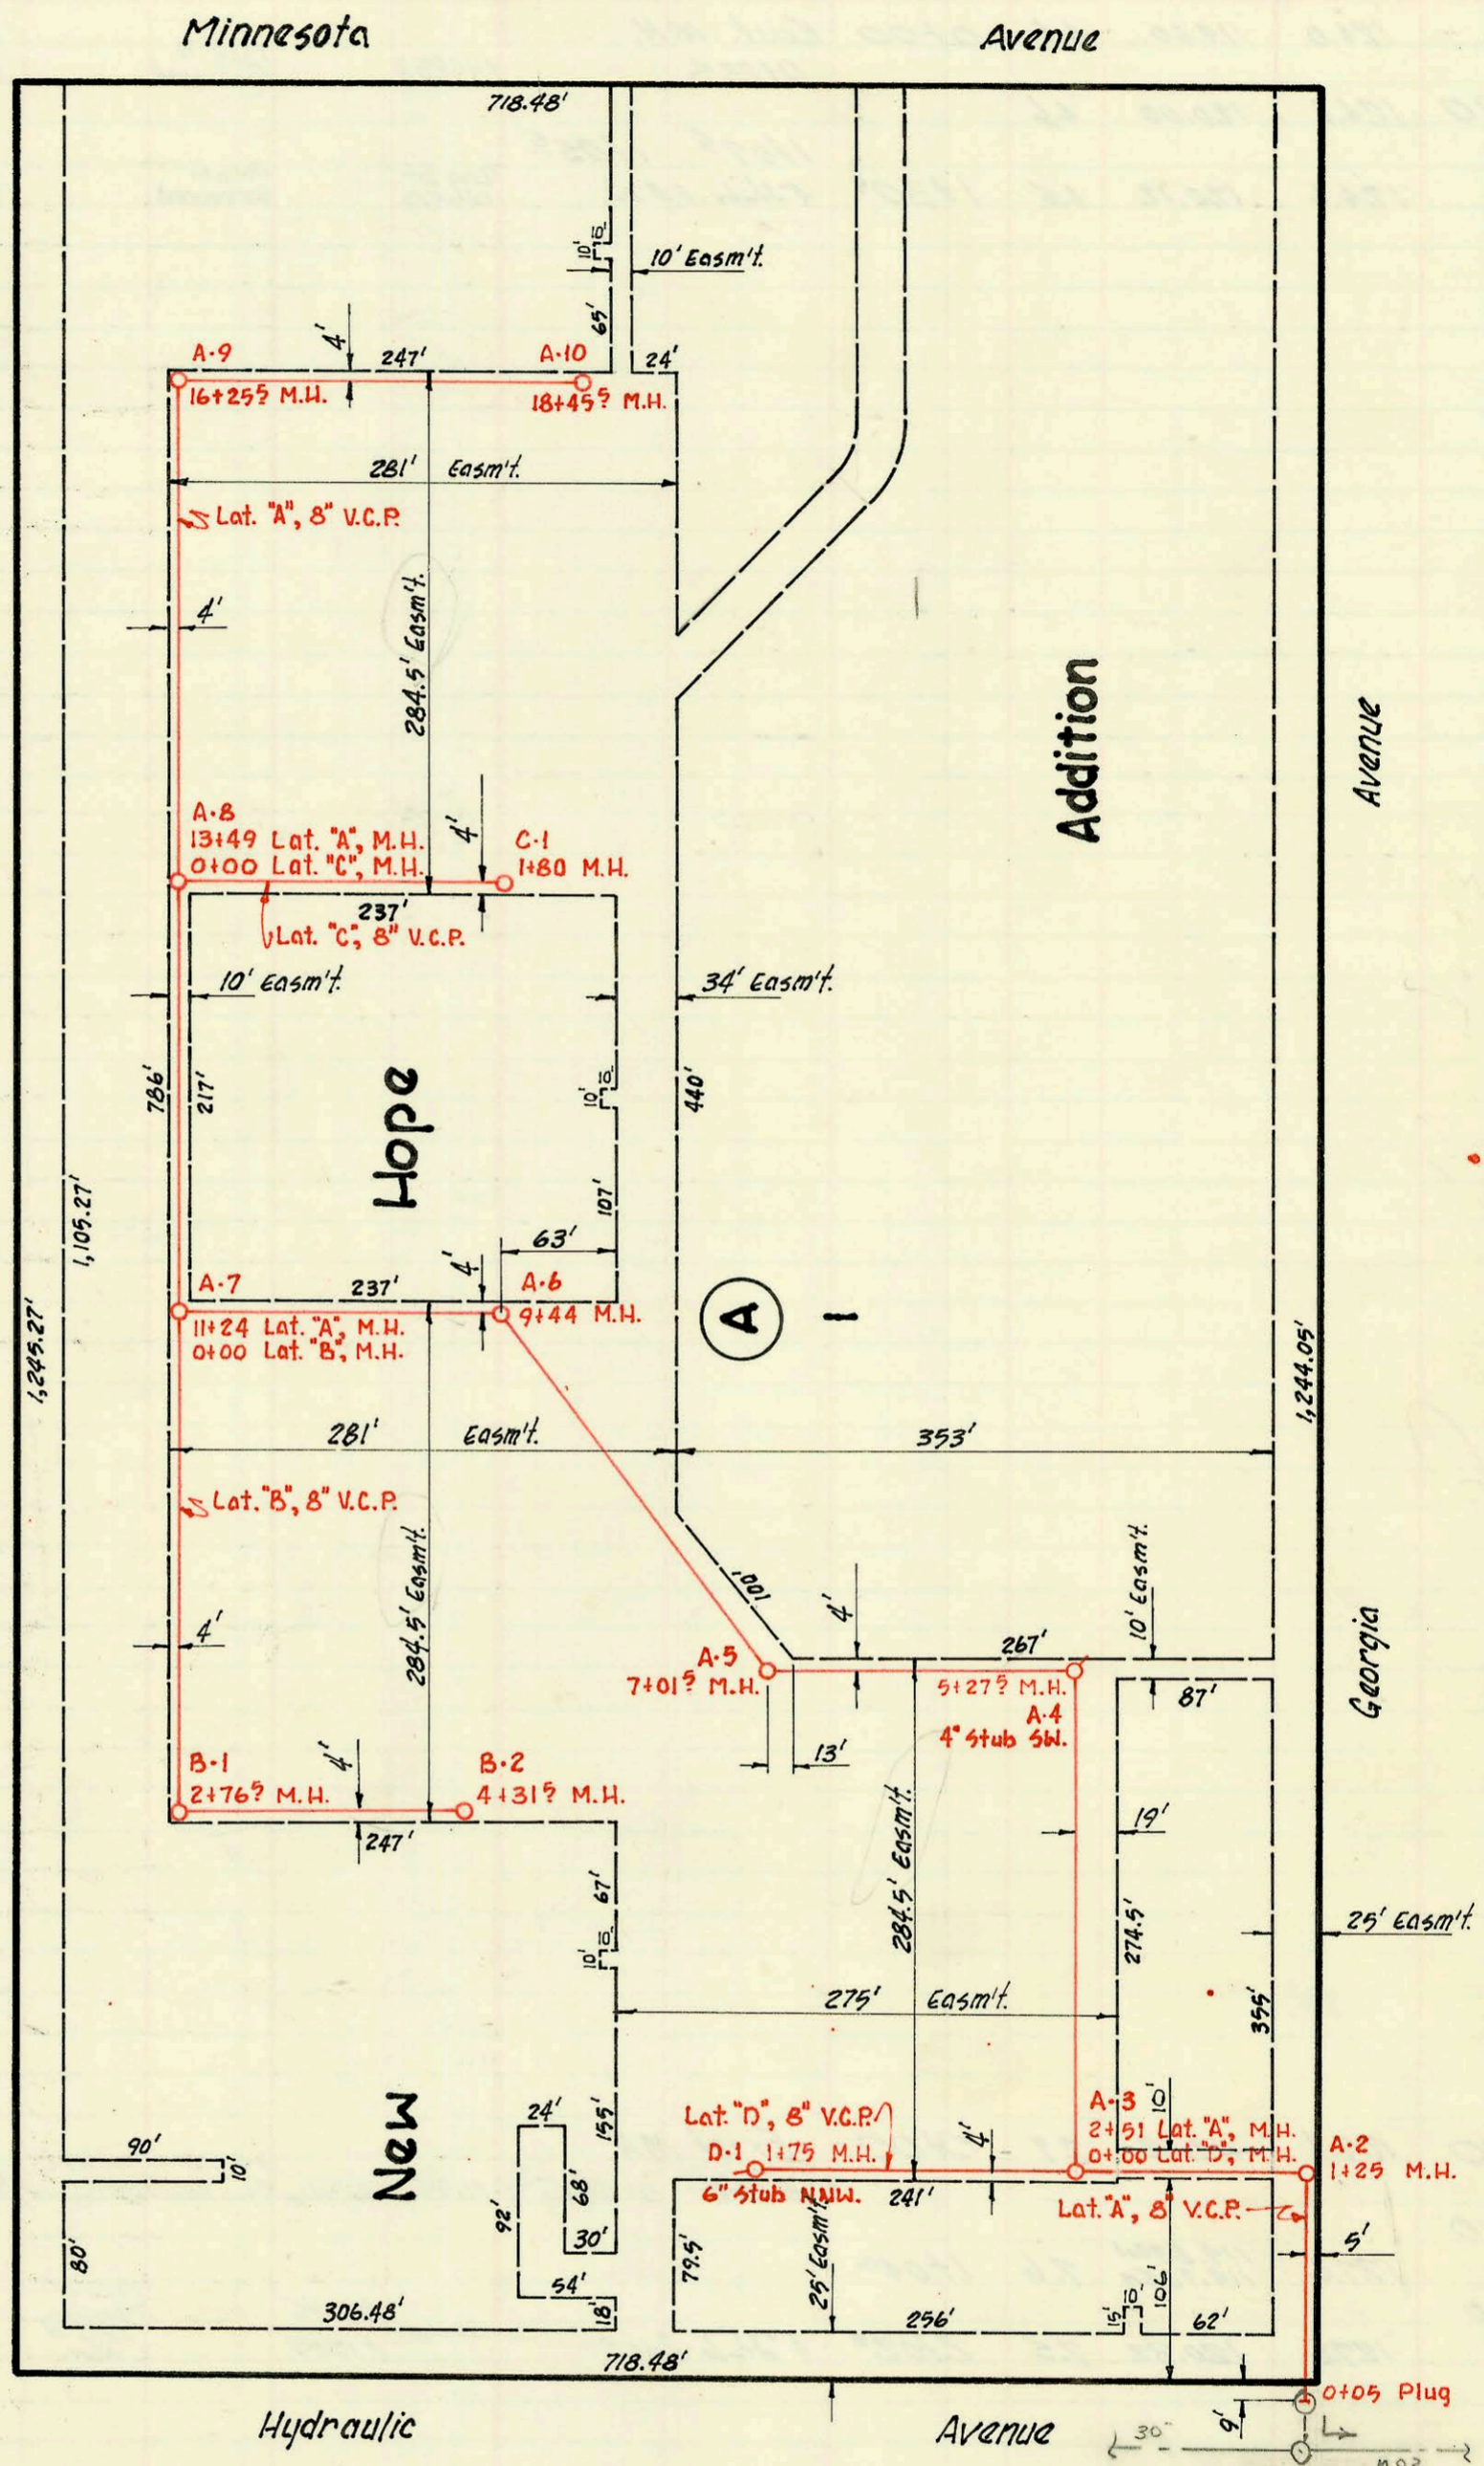 Minnesota Avenue
718.48'
10'
10'
10' Easm't.
65'
4'
A-9
247'
A-10
24'
16+25⁵ M.H.
18+45⁵ M.H.
281' Easm't.
Lat. "A", 8" V.C.P.
284.5' Easm't.
4'
Addition
Avenue
A-8
13+49 Lat. "A", M.H.
0+00 Lat. "C", M.H.
4'
C-1
1+80 M.H.
237'
Lat. "C", 8" V.C.P.
10' Easm't.
34' Easm't.
786'
217'
Hope
10'
10'
440'
1,105.27'
107'
63'
4'
A-7
237'
A-6
9+44 M.H.
11+24 Lat. "A", M.H.
0+00 Lat. "B", M.H.
A
1
1,245.27'
1,244.05'
281' Easm't.
353'
Lat. "B", 8" V.C.P.
284.5' Easm't.
100'
10' Easm't.
4'
4'
267'
A-5
7+01⁵ M.H.
5+27⁵ M.H.
A-4
4" Stub SW.
87'
Georgia
13'
B-1
2+76⁵ M.H.
4'
B-2
4+31⁵ M.H.
247'
19'
284.5' Easm't.
67'
10'
10'
274.5'
25' Easm't.
275' Easm't.
355'
New
24'
155'
Lat. "D", 8" V.C.P.
D-1 1+75 M.H.
4'
A-3
10'
2+51 Lat. "A", M.H.
0+00 Lat. "D", M.H.
A-2
1+25 M.H.
90'
10'
92'
68'
30'
6" Stub NNW.
241'
Lat. "A", 8" V.C.P.
80'
79.5'
25' Easm't.
106'
5'
54'
18'
306.48'
256'
15'
10'
62'
718.48'
0+05 Plug
9'
Hydraulic Avenue
30"